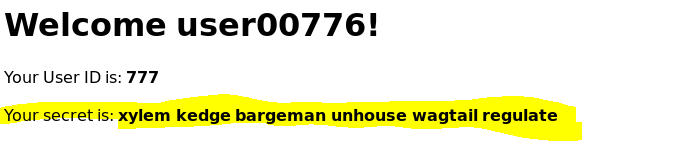 Welcome user00776!
Your User ID is: 777
Your secret is: xylem kedge bargeman unhouse wagtail regulate